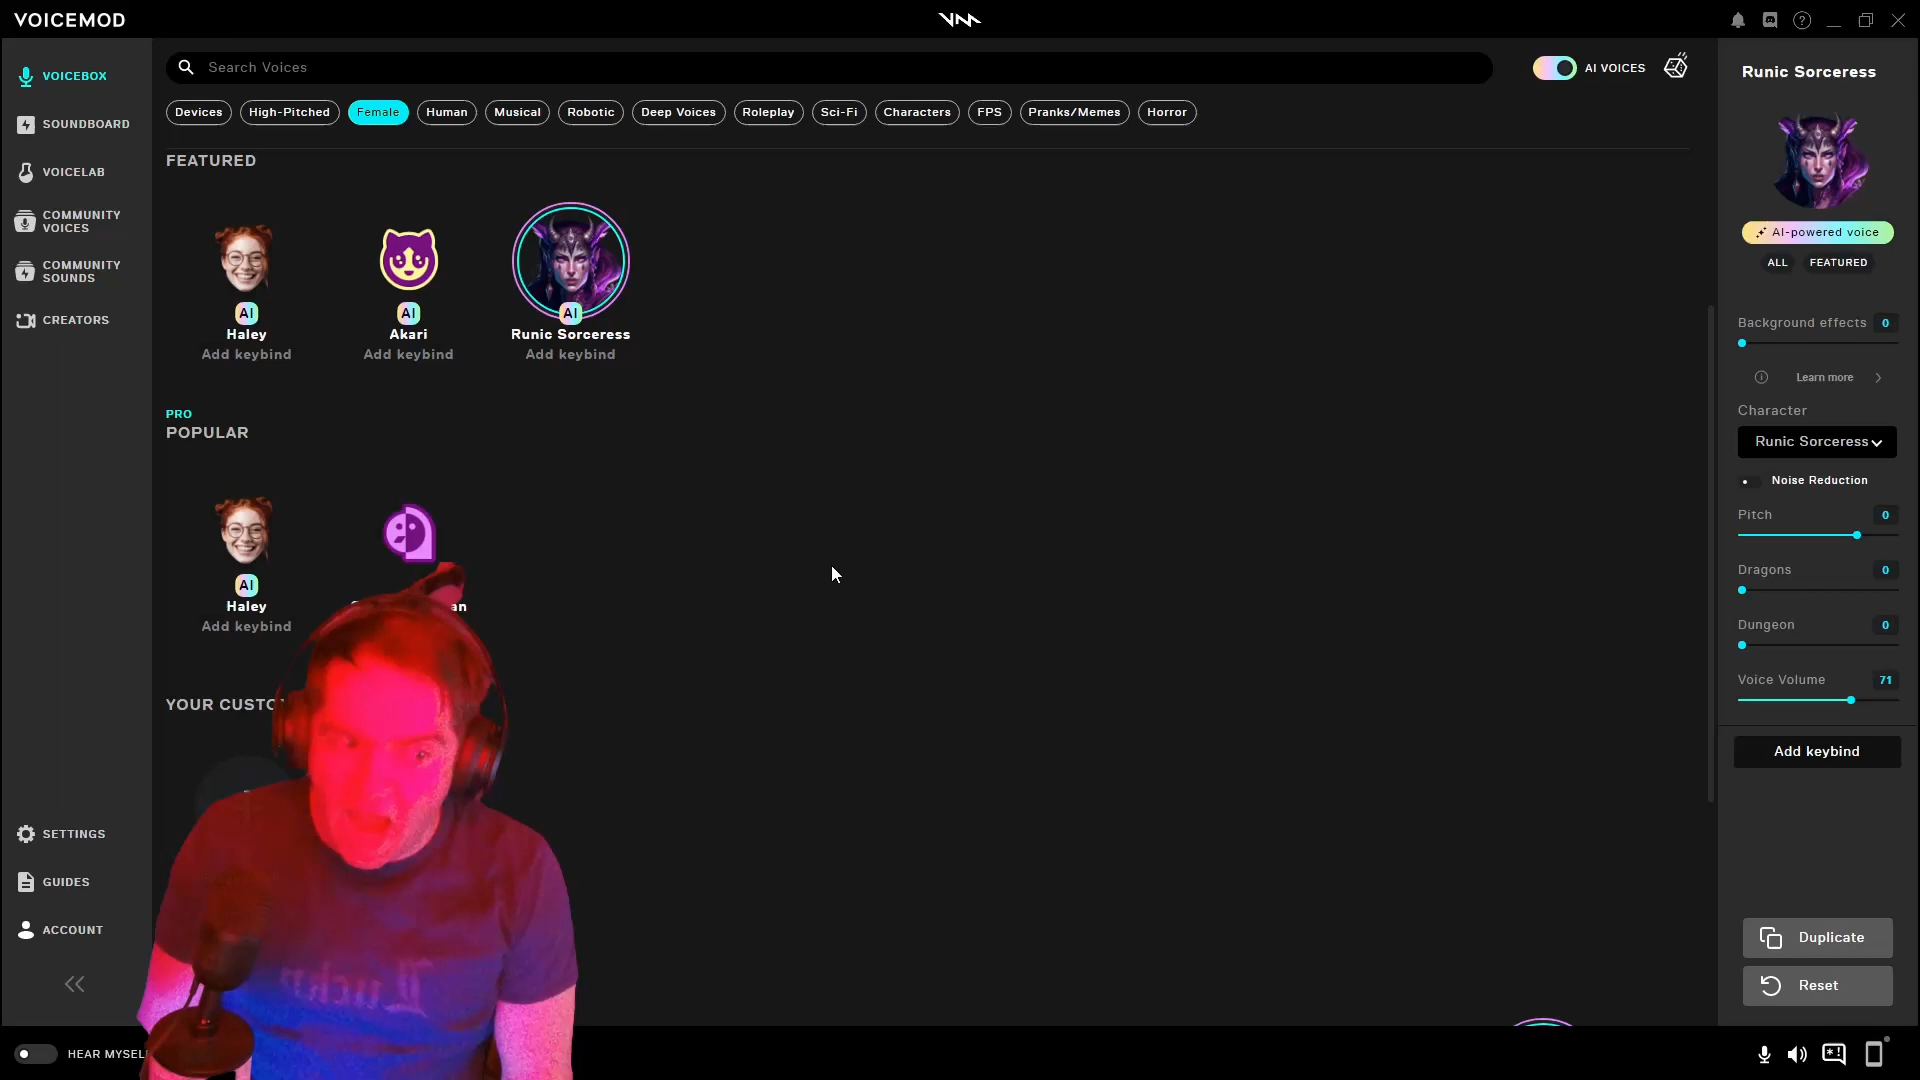 VOICEMOD
VOICEBOX
SOUNDBOARD
VOICELAB
COMMUNITY
VOICES
COMMUNITY
SOUNDS
CREATORS
SETTINGS
GUIDES
ACCOUNT
HEAR MYSEL
Search Voices
AI VOICES
Devices
High-Pitched
Female
Human
Musical
Robotic
Deep Voices
Roleplay
Sci-Fi
Characters
FPS
Pranks/Memes
Horror
FEATURED
AI
Haley
Add keybind
AI
Akari
Add keybind
AI
Runic Sorceress
Add keybind
PRO
POPULAR
AI
Haley
Add keybind
an
YOUR CUSTO
Runic Sorceress
AI-powered voice
ALL FEATURED
Background effects 0
Learn more
Character
Runic Sorceress
Noise Reduction
Pitch 0
Dragons 0
Dungeon 0
Voice Volume 71
Add keybind
Duplicate
Reset